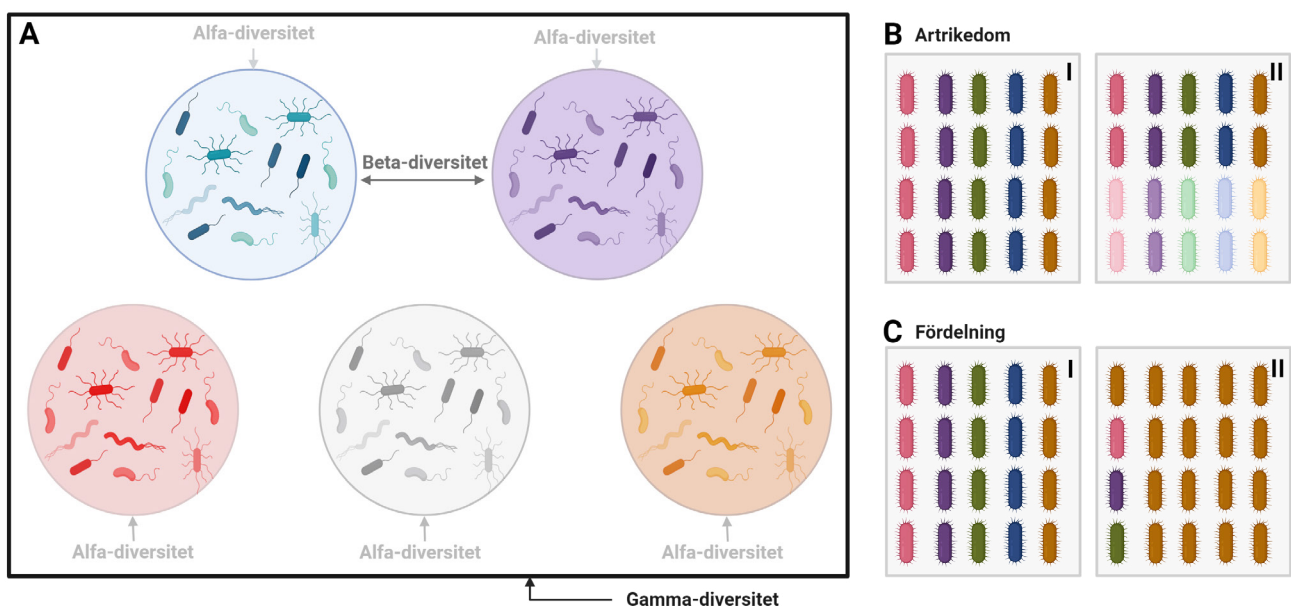 A
Alfa-diversitet
Alfa-diversitet
Beta-diversitet
Alfa-diversitet
Alfa-diversitet
Alfa-diversitet
Gamma-diversitet
B Artrikedom
I
II
C Fördelning
I
II